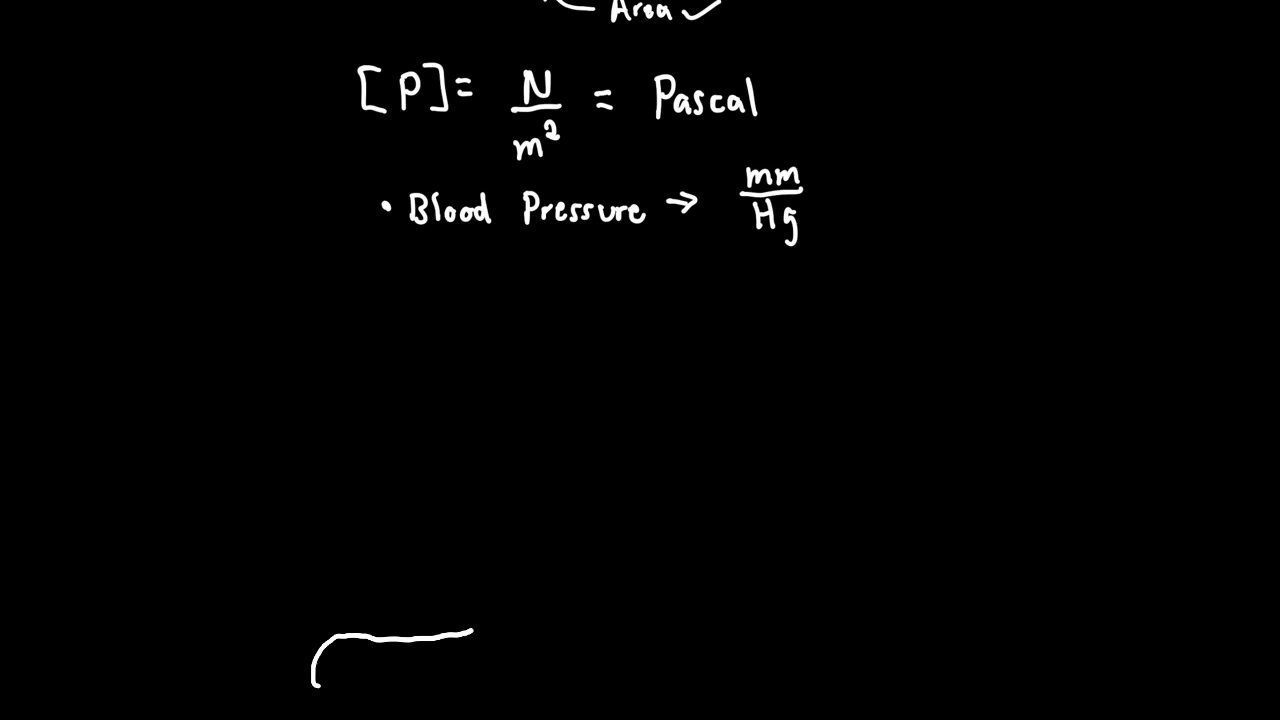 Area ✓
[P] = N/m² = Pascal
• Blood Pressure → mm/Hg